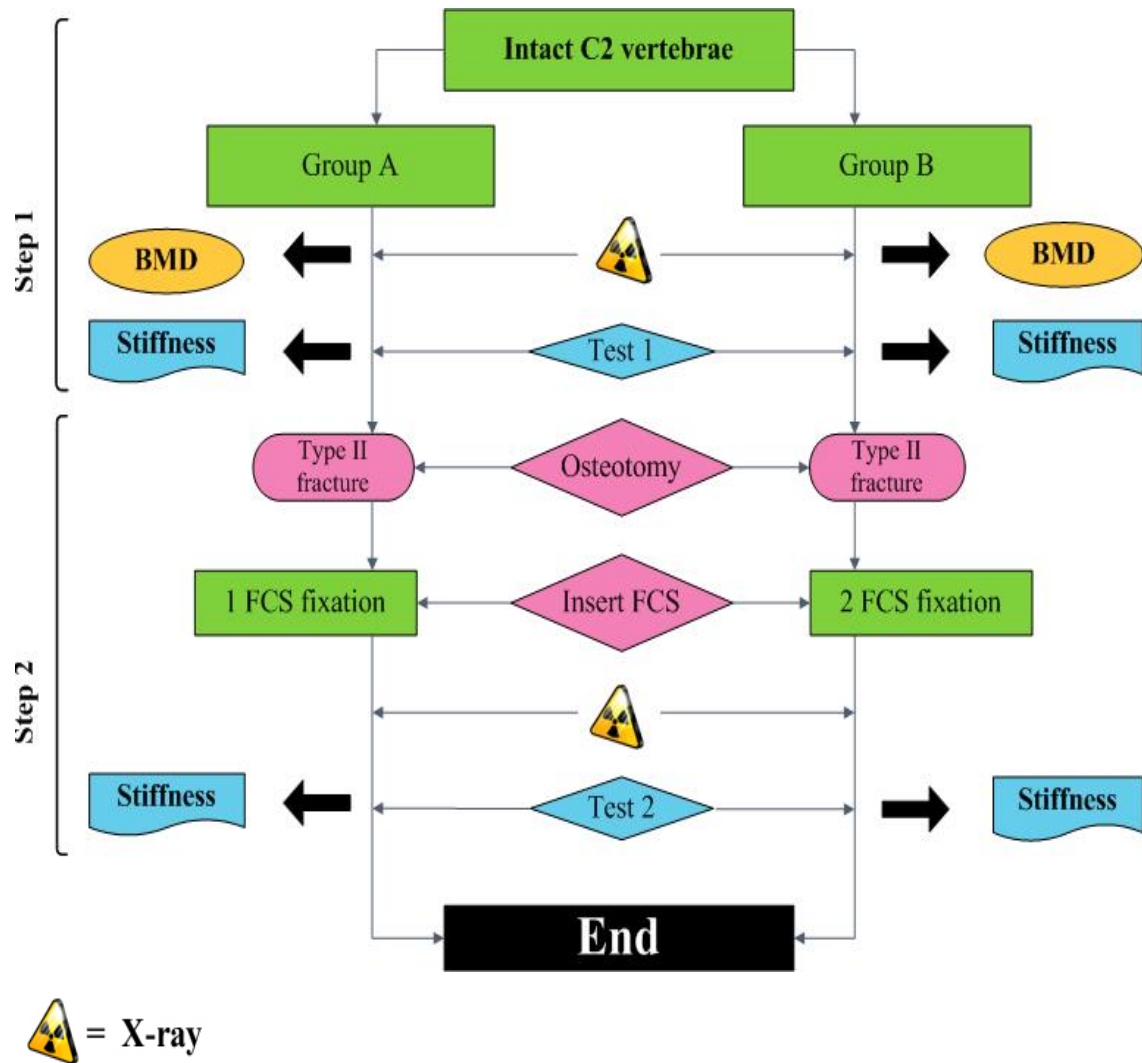 Intact C2 vertebrae
Group A
Group B
Step 1
BMD
BMD
Stiffness
Test 1
Stiffness
Type II
fracture
Osteotomy
Type II
fracture
1 FCS fixation
Insert FCS
2 FCS fixation
Step 2
Stiffness
Test 2
Stiffness
End
= X-ray